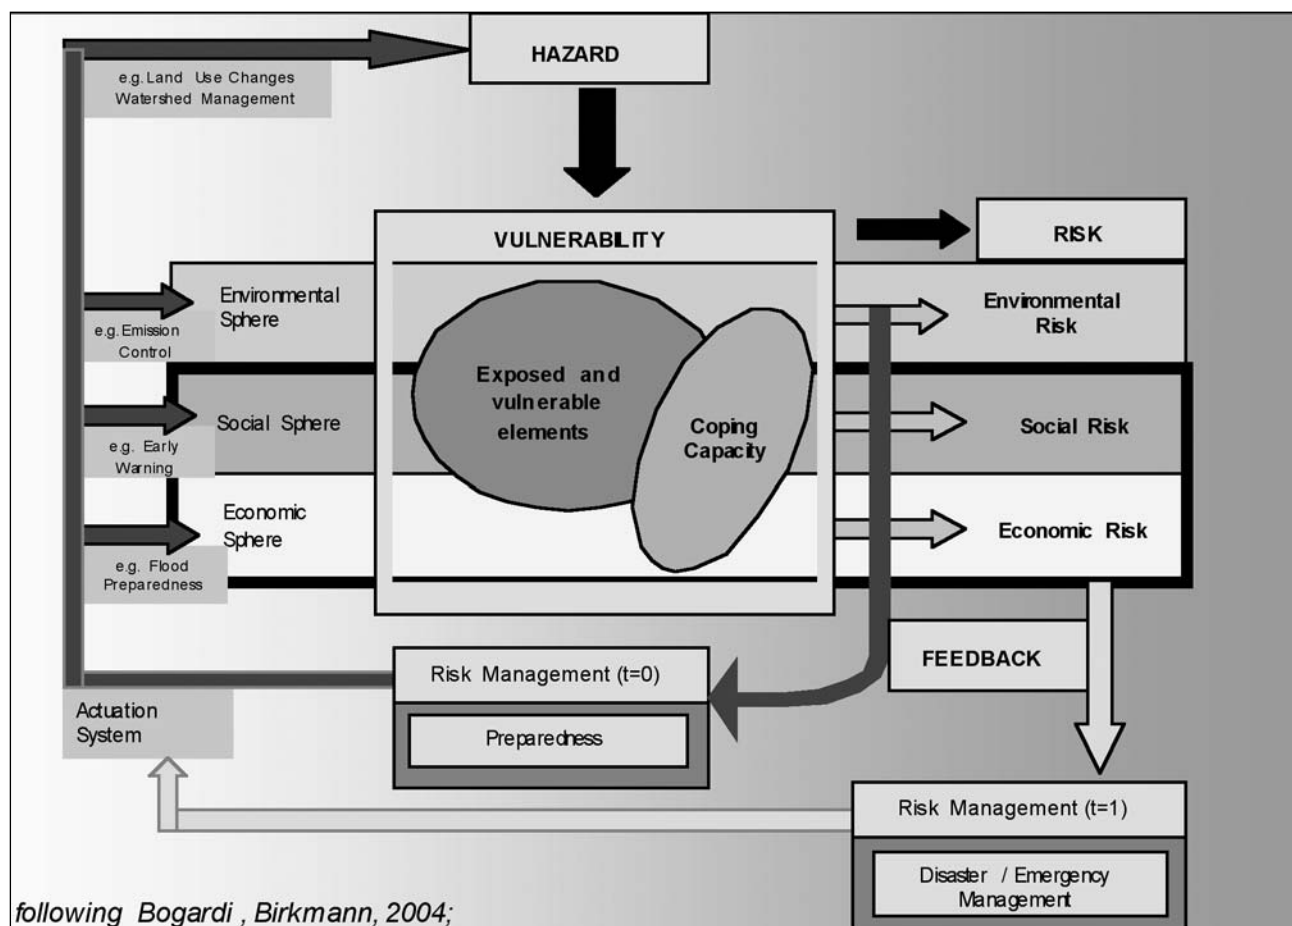 HAZARD
e.g. Land Use Changes
Watershed Management
VULNERABILITY
RISK
Environmental
Sphere
e.g. Emission
Control
Exposed and
vulnerable
elements
Coping
Capacity
Environmental
Risk
Social Sphere
e.g. Early
Warning
Social Risk
Economic
Sphere
e.g. Flood
Preparedness
Economic Risk
Risk Management (t=0)
Preparedness
FEEDBACK
Actuation
System
Risk Management (t=1)
Disaster / Emergency
Management
following Bogardi , Birkmann, 2004;